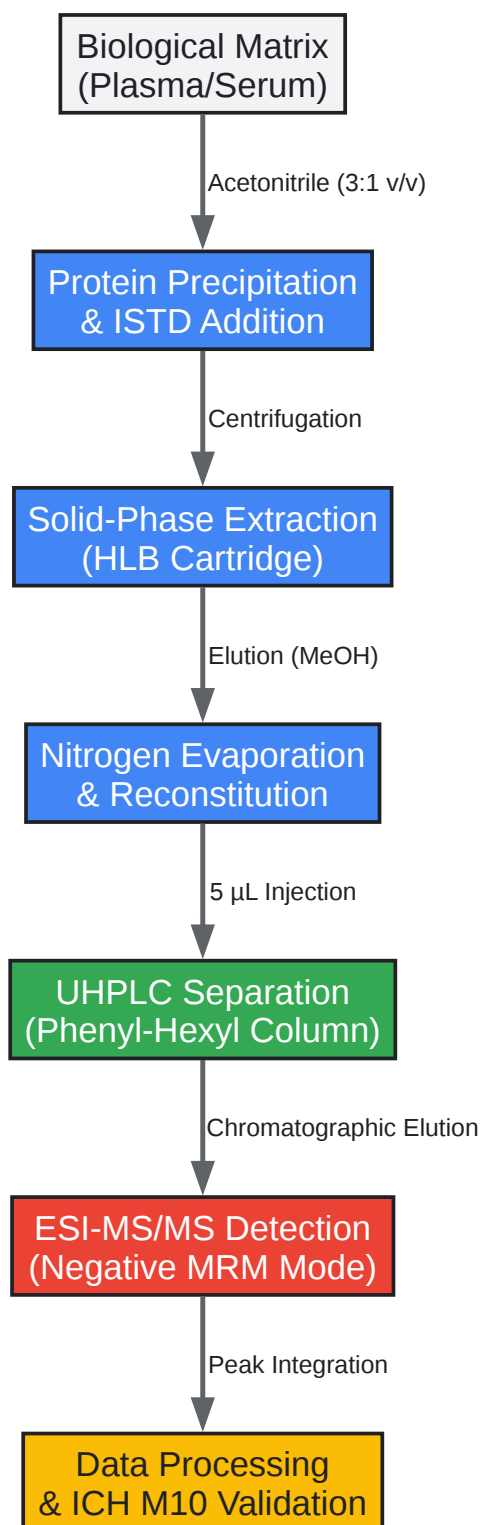 Biological Matrix
(Plasma/Serum)
Acetonitrile (3:1 v/v)
Protein Precipitation
& ISTD Addition
Centrifugation
Solid-Phase Extraction
(HLB Cartridge)
Elution (MeOH)
Nitrogen Evaporation
& Reconstitution
5 µL Injection
UHPLC Separation
(Phenyl-Hexyl Column)
Chromatographic Elution
ESI-MS/MS Detection
(Negative MRM Mode)
Peak Integration
Data Processing
& ICH M10 Validation